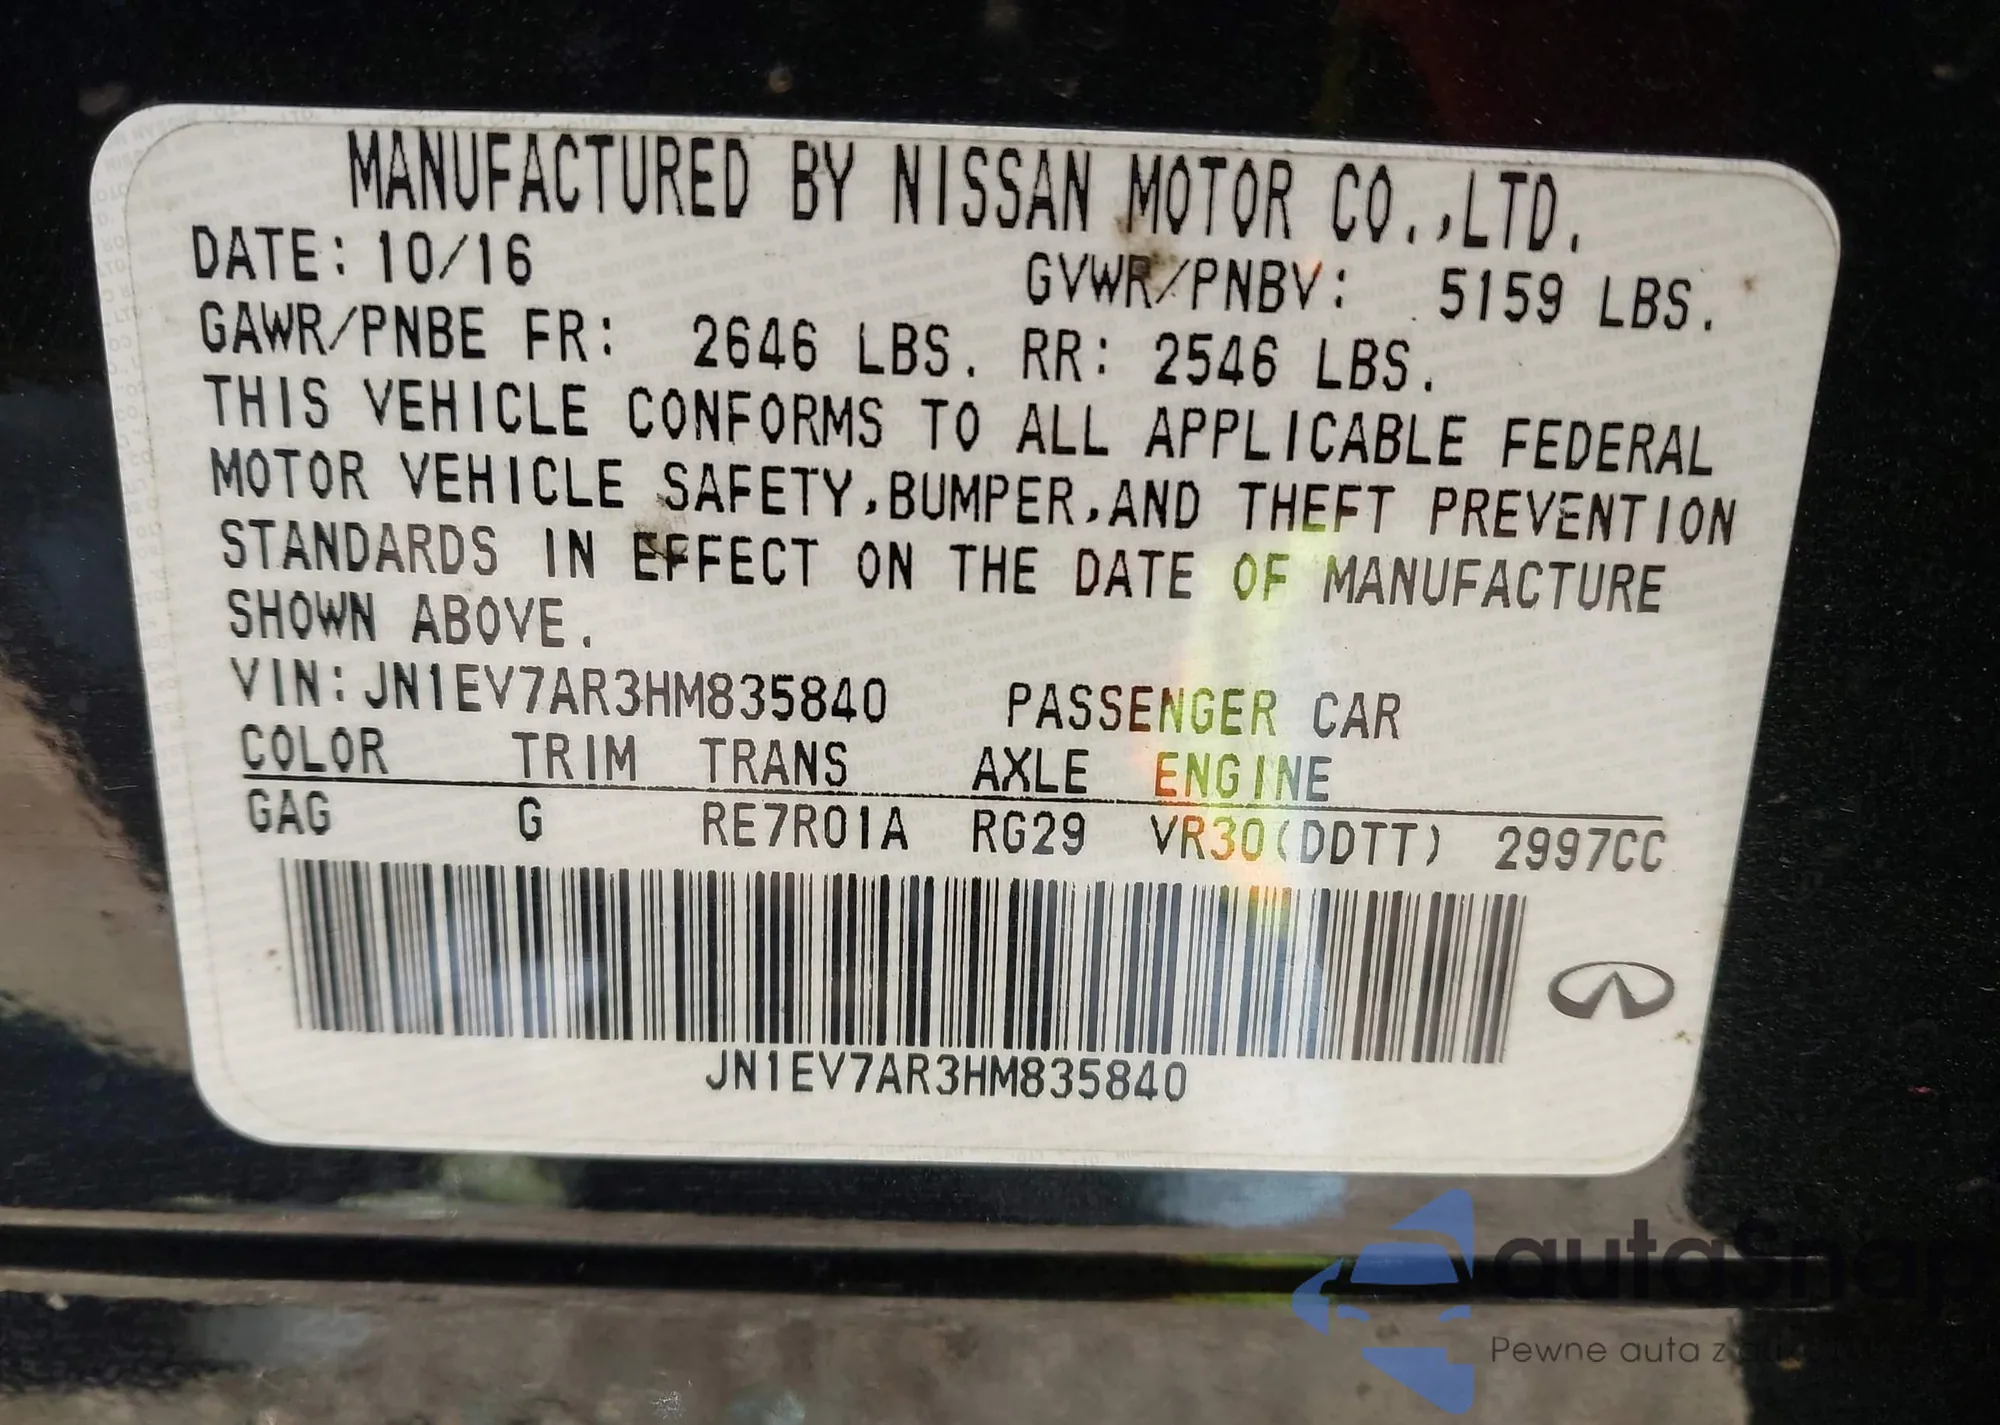 MANUFACTURED BY NISSAN MOTOR CO.,LTD.
DATE: 10/16 GVWR/PNBV: 5159 LBS.
GAWR/PNBE FR: 2646 LBS. RR: 2546 LBS.
THIS VEHICLE CONFORMS TO ALL APPLICABLE FEDERAL
MOTOR VEHICLE SAFETY,BUMPER,AND THEFT PREVENTION
STANDARDS IN EFFECT ON THE DATE OF MANUFACTURE
SHOWN ABOVE.
VIN:JN1EV7AR3HM835840 PASSENGER CAR
COLOR TRIM TRANS AXLE ENGINE
GAG G RE7R01A RG29 VR30(DDTT) 2997CC
JN1EV7AR3HM835840
autaSnap
Pewne auta z